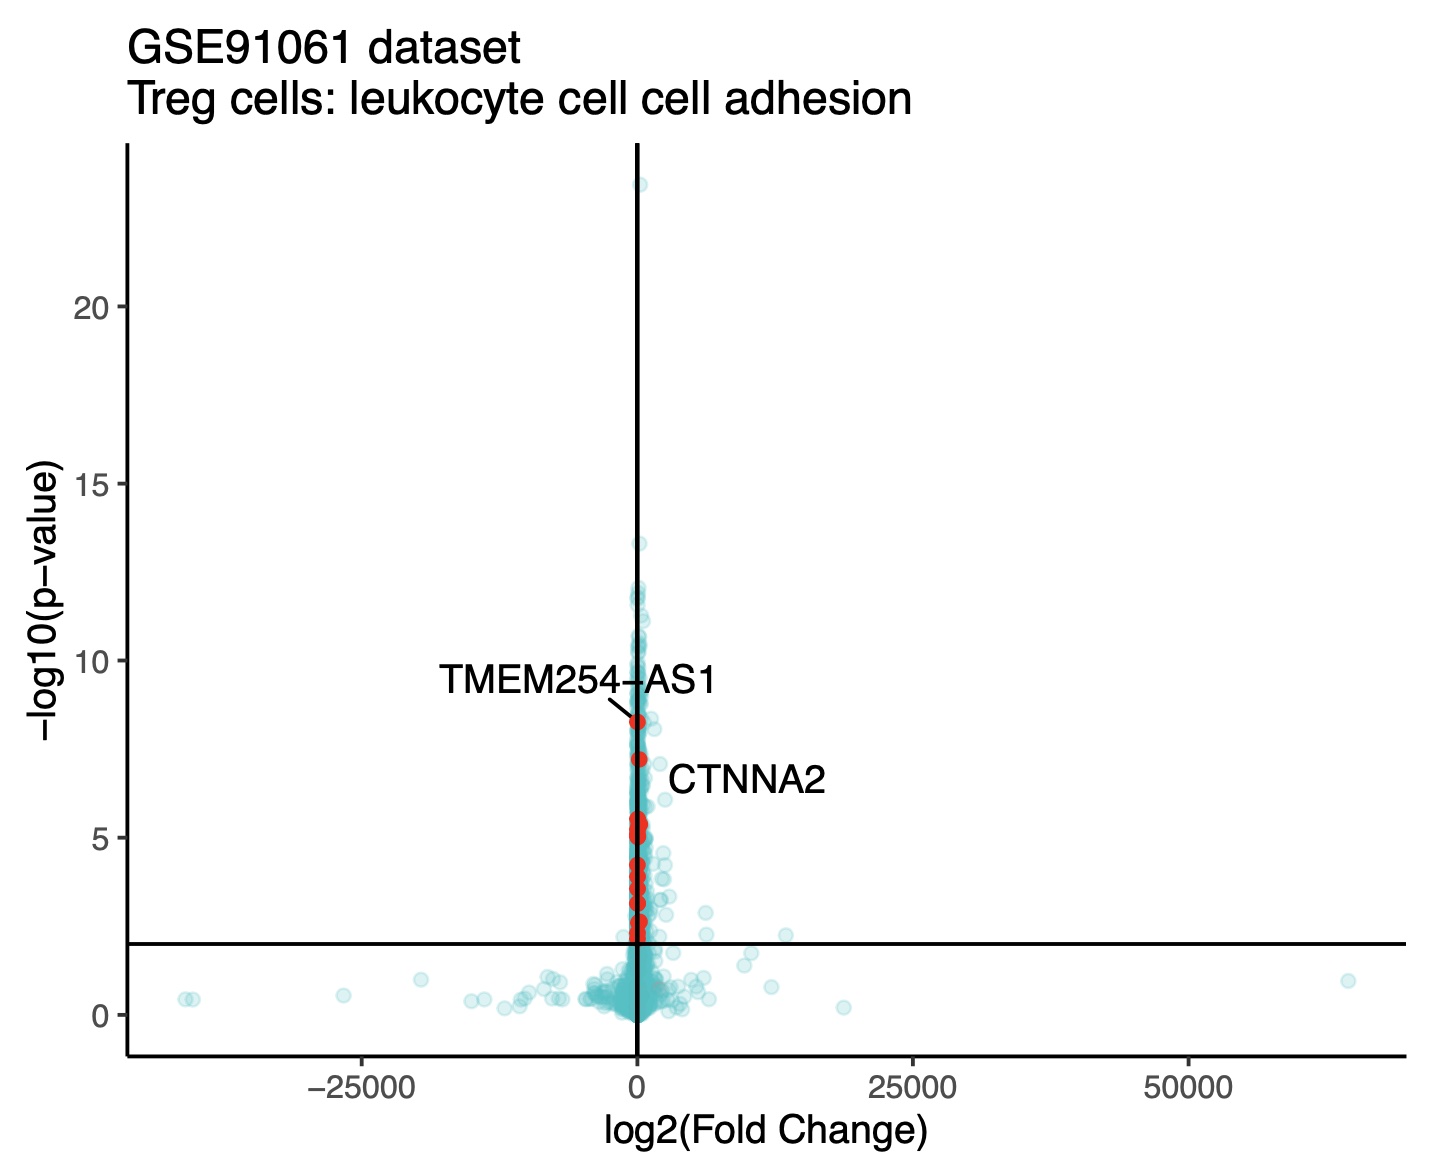 GSE91061 dataset
Treg cells: leukocyte cell cell adhesion
−log10(p−value)
20
15
10
5
0
TMEM254−AS1
CTNNA2
−25000
0
25000
50000
log2(Fold Change)